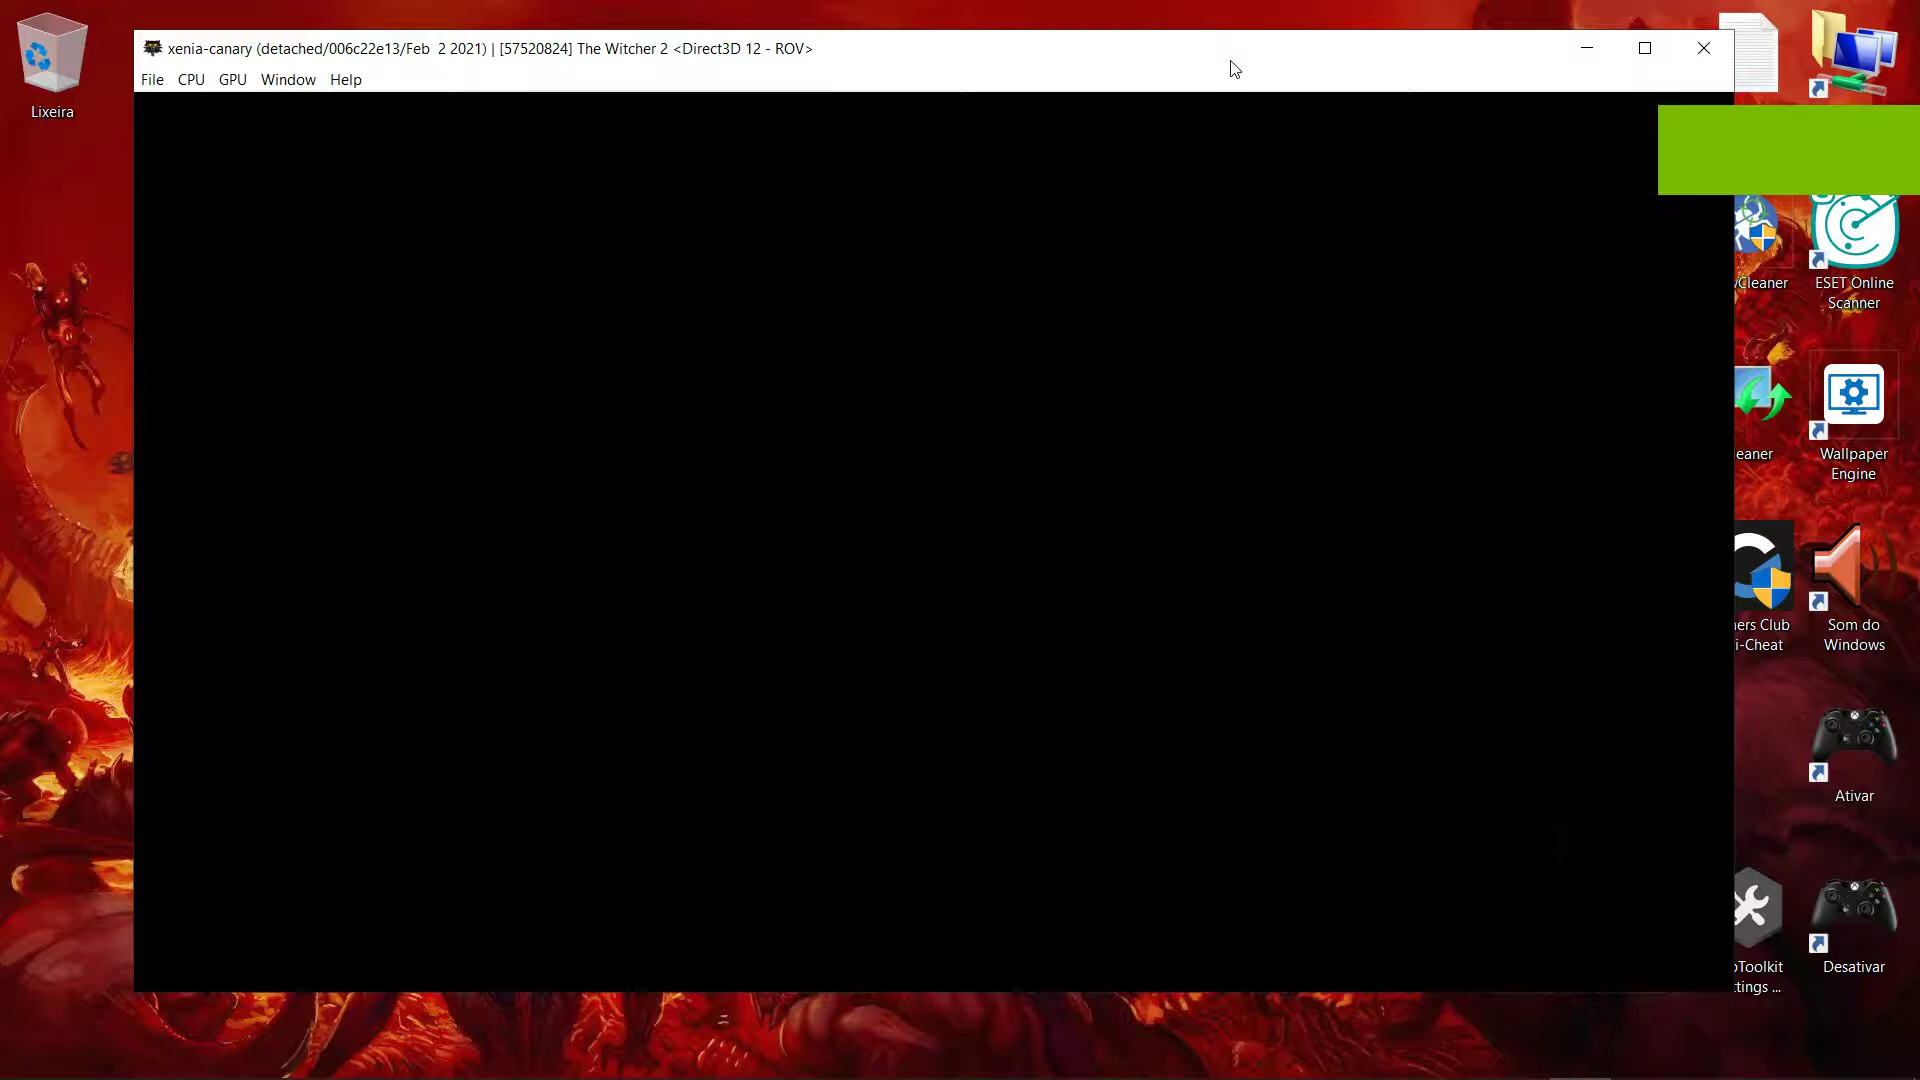 xenia-canary (detached/006c22e13/Feb  2 2021) | [57520824] The Witcher 2 <Direct3D 12 - ROV>
File CPU GPU Window Help
Lixeira
Cleaner
ESET Online
Scanner
eaner
Wallpaper
Engine
ers Club
i-Cheat
Som do
Windows
Ativar
Toolkit
ttings ...
Desativar